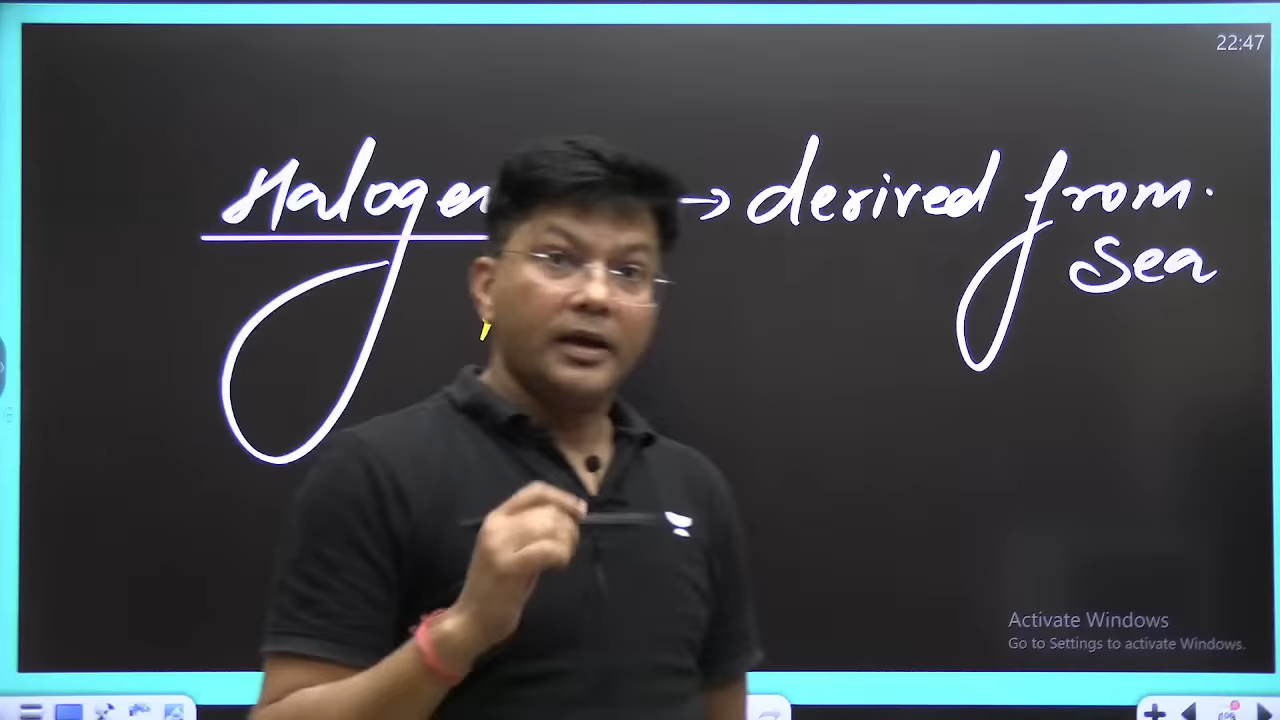 22:47
Halogen → derived from.
sea
Activate Windows
Go to Settings to activate Windows.